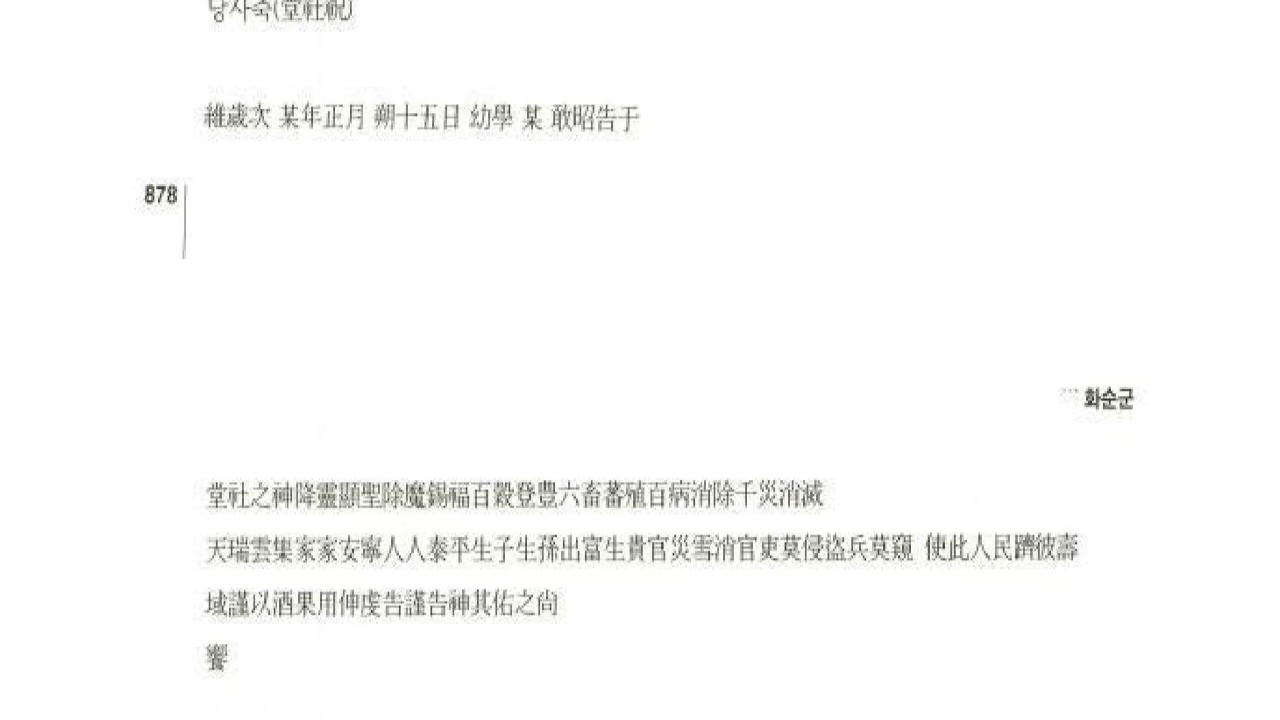 당사축(堂社祝)
維歲次 某年正月 朔十五日 幼學 某 敢昭告于
878
화순군
堂社之神降靈顯聖除魔錫福百穀登豊六畜蕃殖百病消除千災消滅
天瑞雲集家家安寧人人泰平生子生孫出富生貴官災雪消官吏莫侵盜兵莫窺 使此人民躋彼壽
域謹以酒果用伸虔告謹告神其佑之尙
饗